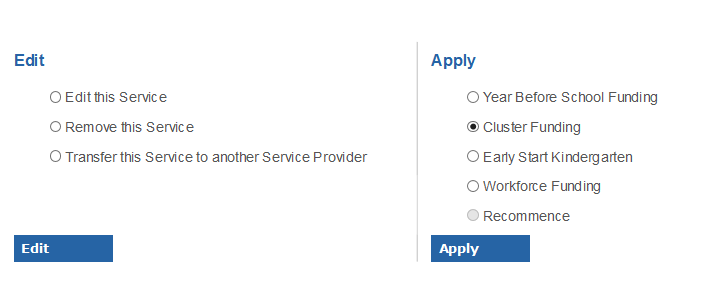 Edit
Edit this Service
Remove this Service
Transfer this Service to another Service Provider
Edit
Apply
Year Before School Funding
Cluster Funding
Early Start Kindergarten
Workforce Funding
Recommence
Apply